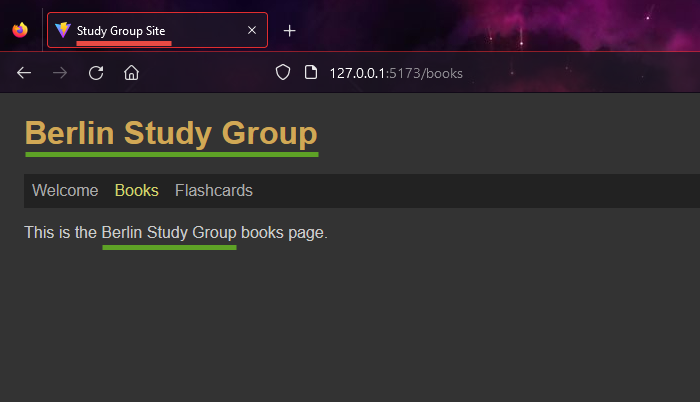 Study Group Site
127.0.0.1:5173/books
Berlin Study Group
Welcome Books Flashcards
This is the Berlin Study Group books page.